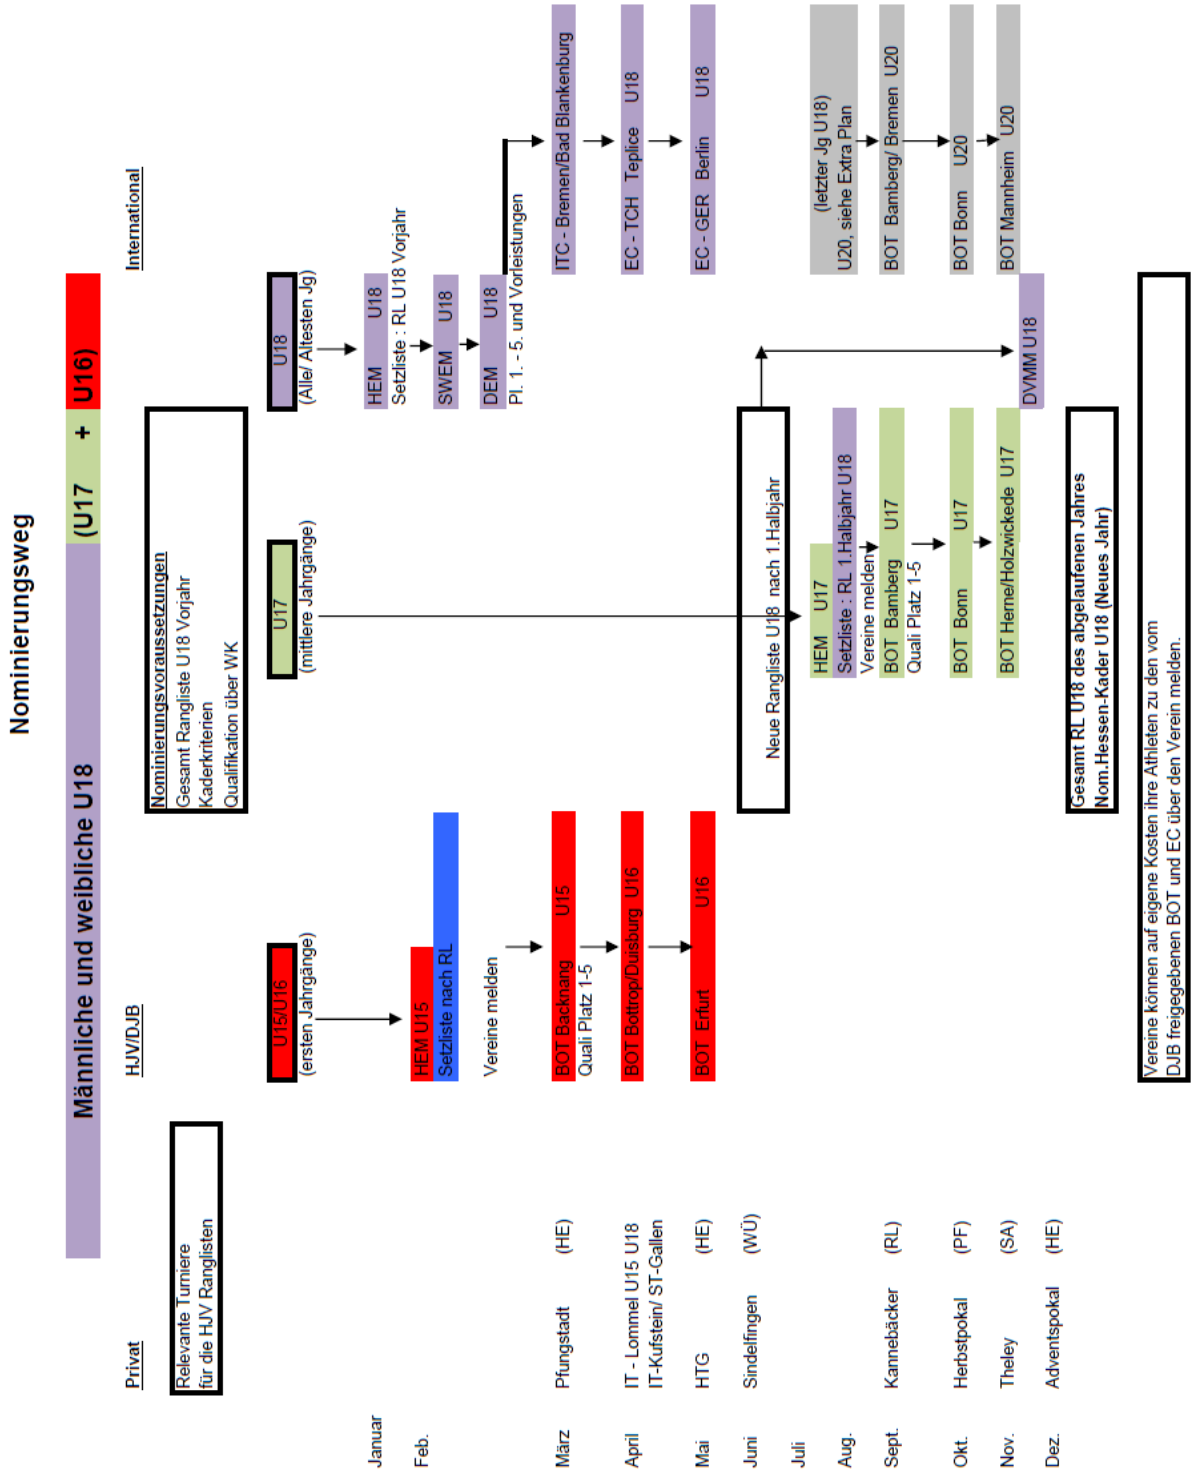 Nominierungsweg
Männliche und weibliche U18 (U17 + U16)
Privat
HJV/DJB
International
Relevante Turniere
für die HJV Ranglisten
Nominierungsvoraussetzungen
Gesamt Rangliste U18 Vorjahr
Kaderkriterien
Qualifikation über WK
U15/U16
(ersten Jahrgänge)
U17
(mittlere Jahrgänge)
U18
(Alle/ Ältesten Jg)
Januar
HEM U18
Setzliste : RL U18 Vorjahr
Feb.
HEM U15
Setzliste nach RL
SWEM U18
Vereine melden
DEM U18
Pl. 1. - 5. und Vorleistungen
März Pfungstadt (HE)
BOT Backnang U15
Quali Platz 1-5
ITC - Bremen/Bad Blankenburg
April IT - Lommel U15 U18
IT-Kufstein/ ST-Gallen
BOT Bottrop/Duisburg U16
EC - TCH Teplice U18
Mai HTG (HE)
BOT Erfurt U16
EC - GER Berlin U18
Juni Sindelfingen (WÜ)
Neue Rangliste U18 nach 1.Halbjahr
Juli
HEM U17
Aug.
Setzliste : RL 1.Halbjahr U18
Vereine melden
(letzter Jg U18)
U20, siehe Extra Plan
Sept. Kannebäcker (RL)
BOT Bamberg U17
Quali Platz 1-5
BOT Bamberg/ Bremen U20
Okt. Herbstpokal (PF)
BOT Bonn U17
BOT Bonn U20
Nov. Theley (SA)
BOT Herne/Holzwickede U17
BOT Mannheim U20
Dez. Adventspokal (HE)
DVMM U18
Gesamt RL U18 des abgelaufenen Jahres
Nom.Hessen-Kader U18 (Neues Jahr)
Vereine können auf eigene Kosten ihre Athleten zu den vom
DJB freigegebenen BOT und EC über den Verein melden.